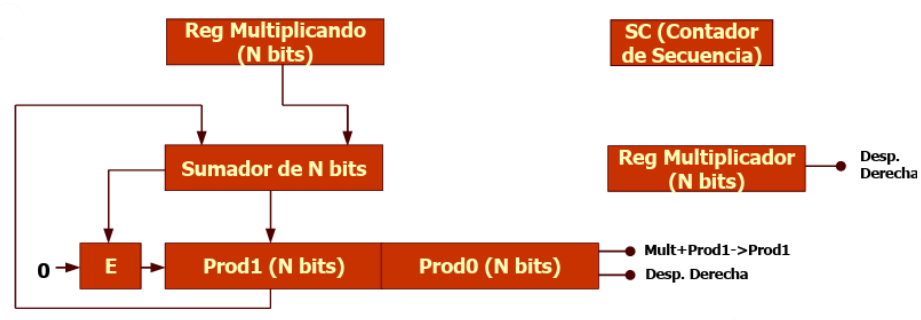 Reg Multiplicando
(N bits)
SC (Contador
de Secuencia)
Sumador de N bits
Reg Multiplicador
(N bits)
Desp.
Derecha
0
E
Prod1 (N bits)
Prod0 (N bits)
Mult+Prod1->Prod1
Desp. Derecha